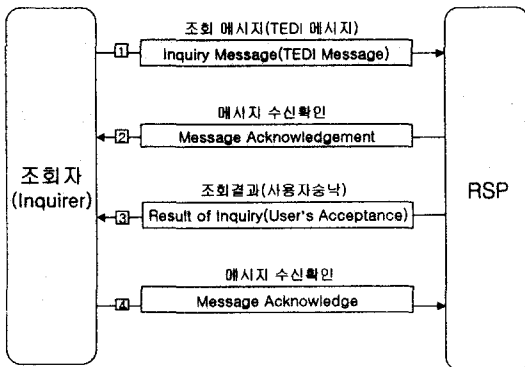 조회 메시지(TEDI 메시지)
1 Inquiry Message(TEDI Message)
메시지 수신확인
2 Message Acknowledgement
조회자
(Inquirer)
RSP
조회결과(사용자승낙)
3 Result of Inquiry(User's Acceptance)
메시지 수신확인
4 Message Acknowledge